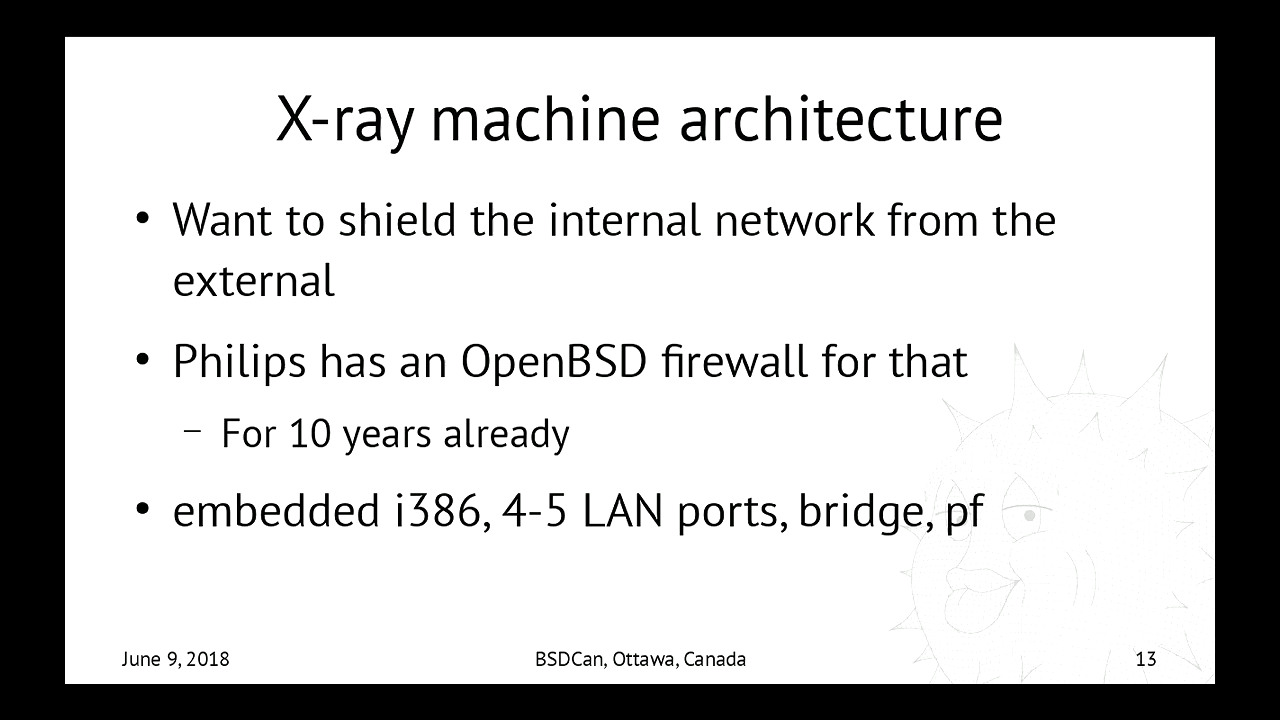 X-ray machine architecture
• Want to shield the internal network from the
external
• Philips has an OpenBSD firewall for that
– For 10 years already
• embedded i386, 4-5 LAN ports, bridge, pf
June 9, 2018
BSDCan, Ottawa, Canada
13